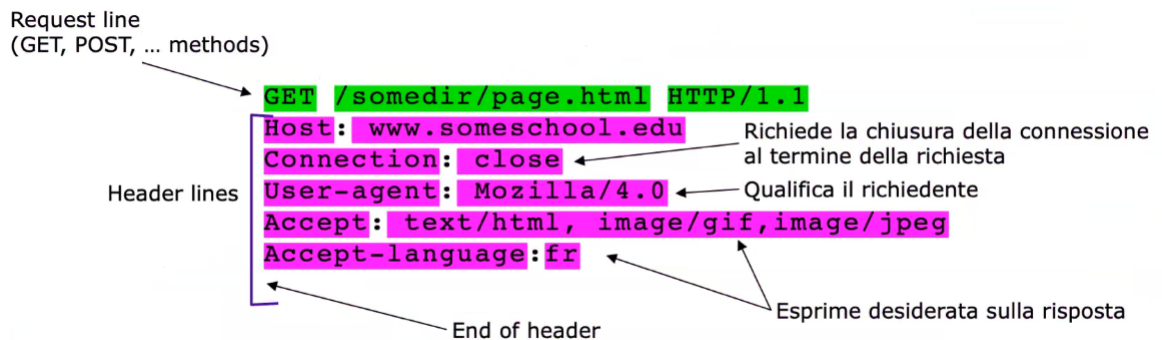 Request line
(GET, POST, ... methods)
GET /somedir/page.html HTTP/1.1
Host: www.someschool.edu
Connection: close
User-agent: Mozilla/4.0
Accept: text/html, image/gif,image/jpeg
Accept-language:fr
Header lines
Richiede la chiusura della connessione
al termine della richiesta
Qualifica il richiedente
Esprime desiderata sulla risposta
End of header